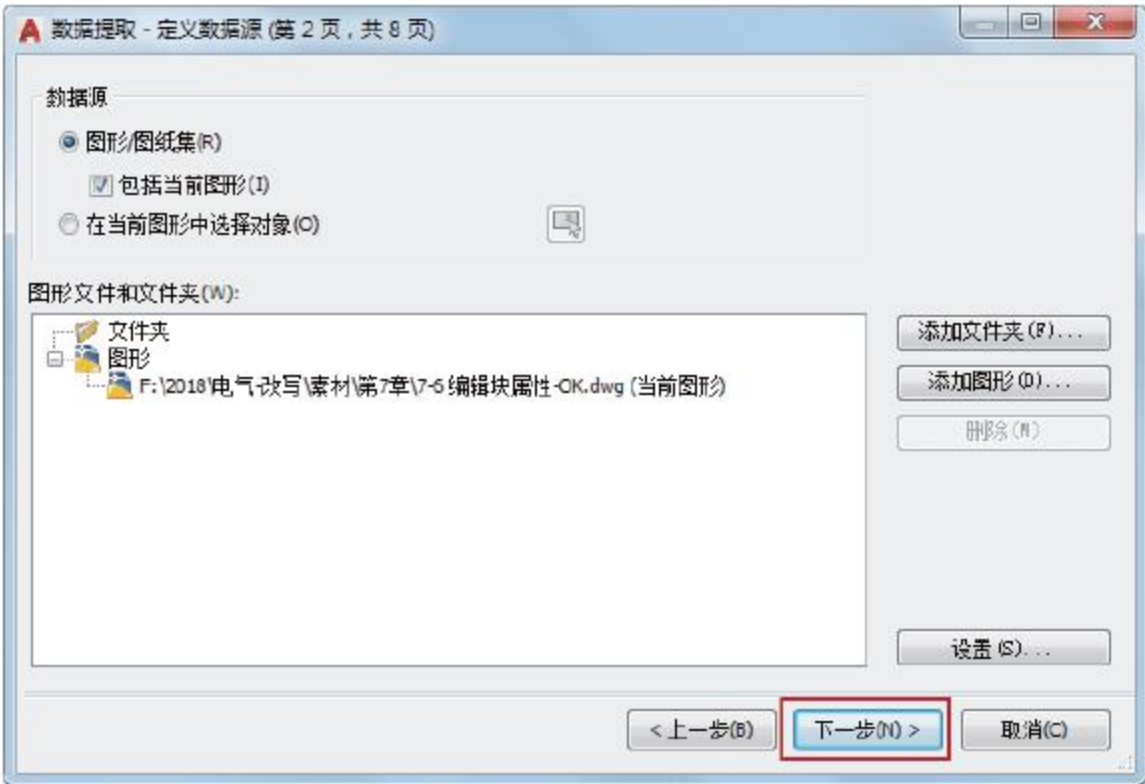 数据提取 - 定义数据源 (第 2 页，共 8 页)
数据源
图形/图纸集(R)
包括当前图形(I)
在当前图形中选择对象(O)
图形文件和文件夹(W):
文件夹
图形
F:\2018\电气-改写\素材\第7章\7-6 编辑块属性-OK.dwg (当前图形)
添加文件夹(F)...
添加图形(D)...
删除(M)
设置(S)...
<上一步(B)
下一步(N) >
取消(C)